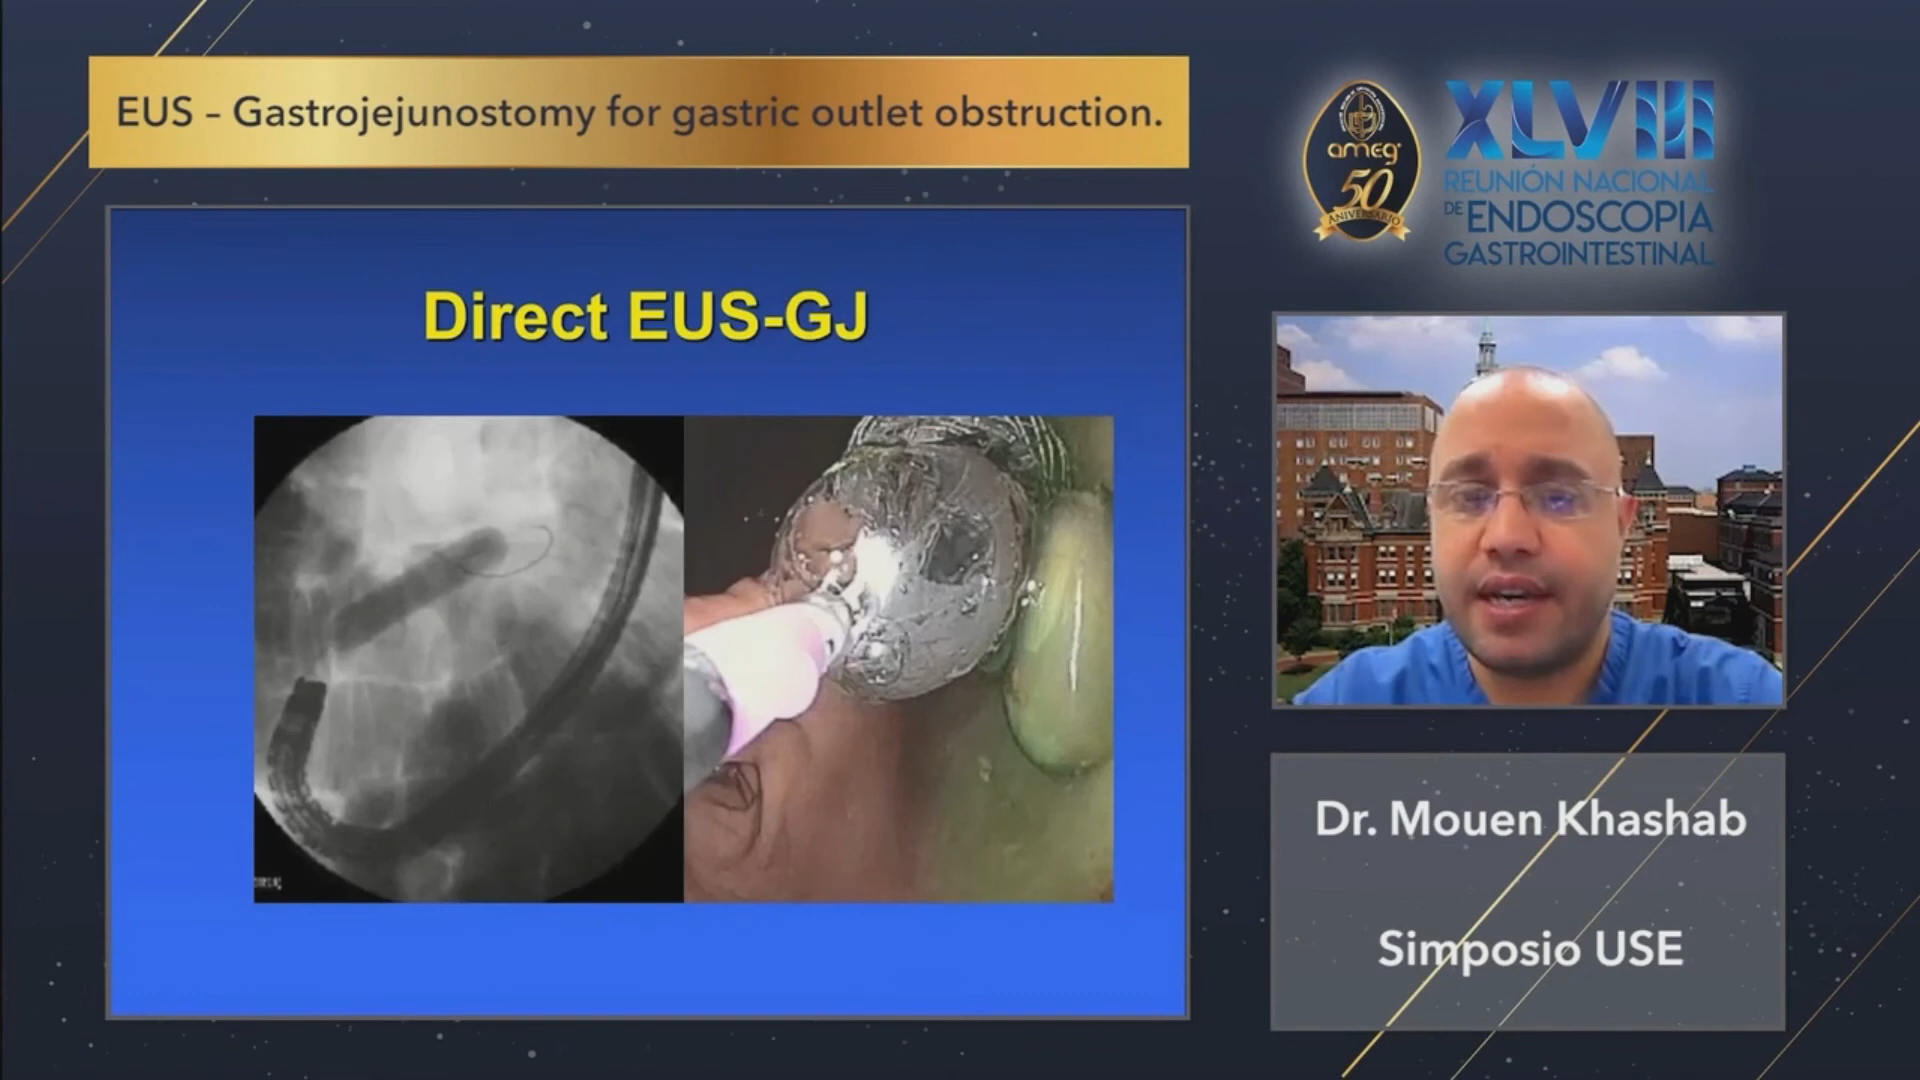 EUS – Gastrojejunostomy for gastric outlet obstruction.
ameg
50
ANIVERSARIO
XLVIII
REUNIÓN NACIONAL
DE ENDOSCOPIA
GASTROINTESTINAL
Direct EUS-GJ
Dr. Mouen Khashab
Simposio USE